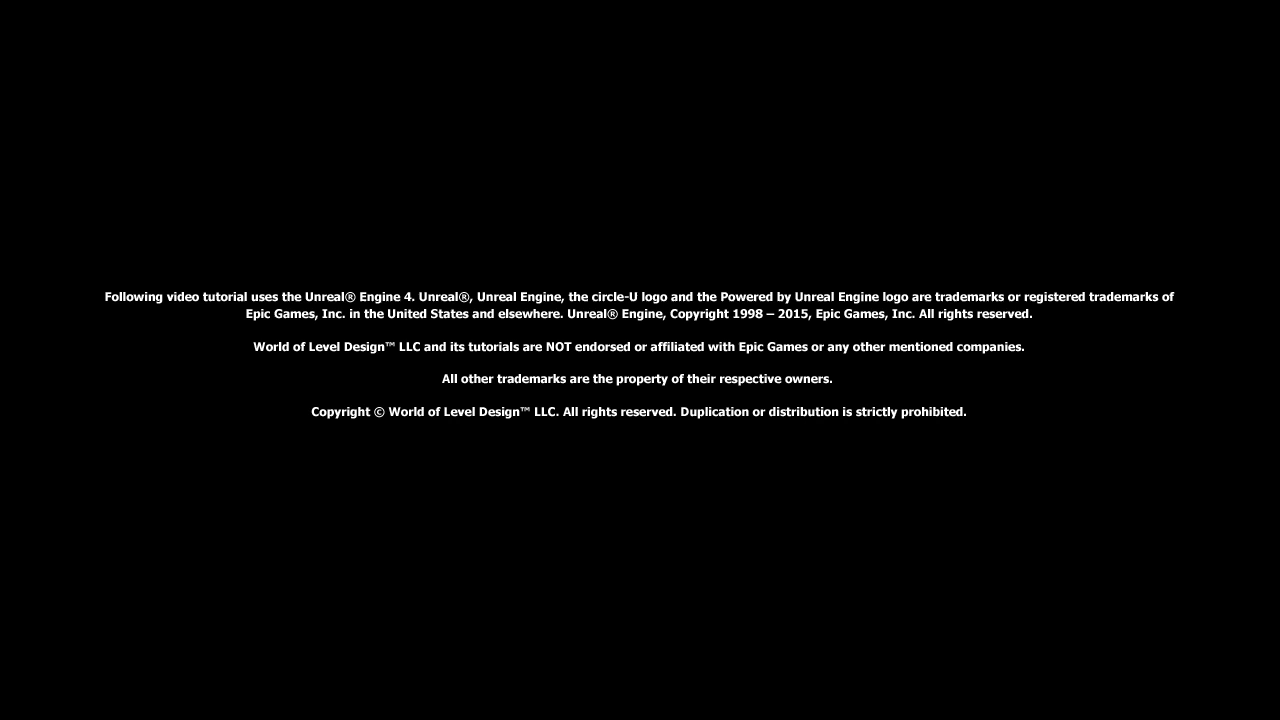 Following video tutorial uses the Unreal® Engine 4. Unreal®, Unreal Engine, the circle-U logo and the Powered by Unreal Engine logo are trademarks or registered trademarks of
Epic Games, Inc. in the United States and elsewhere. Unreal® Engine, Copyright 1998 – 2015, Epic Games, Inc. All rights reserved.
World of Level Design™ LLC and its tutorials are NOT endorsed or affiliated with Epic Games or any other mentioned companies.
All other trademarks are the property of their respective owners.
Copyright © World of Level Design™ LLC. All rights reserved. Duplication or distribution is strictly prohibited.